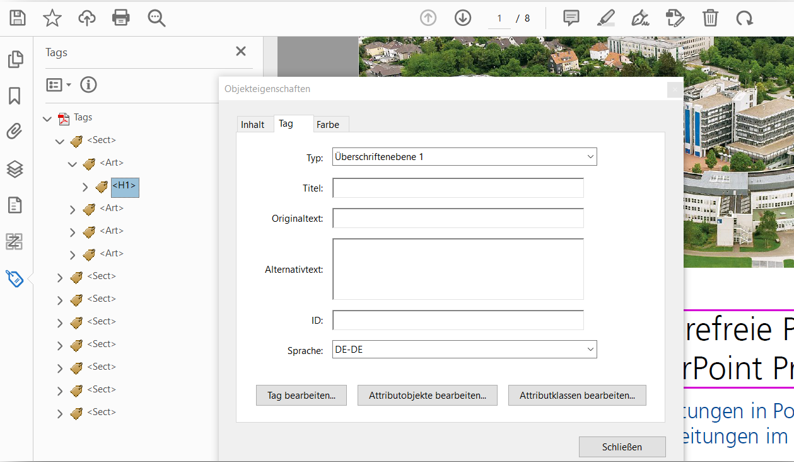 1 / 8
Tags
Tags
<Sect>
<Art>
<H1>
<Art>
<Art>
<Art>
<Sect>
<Sect>
<Sect>
<Sect>
<Sect>
<Sect>
<Sect>
Objekteigenschaften
Inhalt Tag Farbe
Typ: Überschriftenebene 1
Titel:
Originaltext:
Alternativtext:
ID:
Sprache: DE-DE
Tag bearbeiten... Attributobjekte bearbeiten... Attributklassen bearbeiten...
Schließen
refreie P
rPoint Pr
tungen in Po
eitungen im